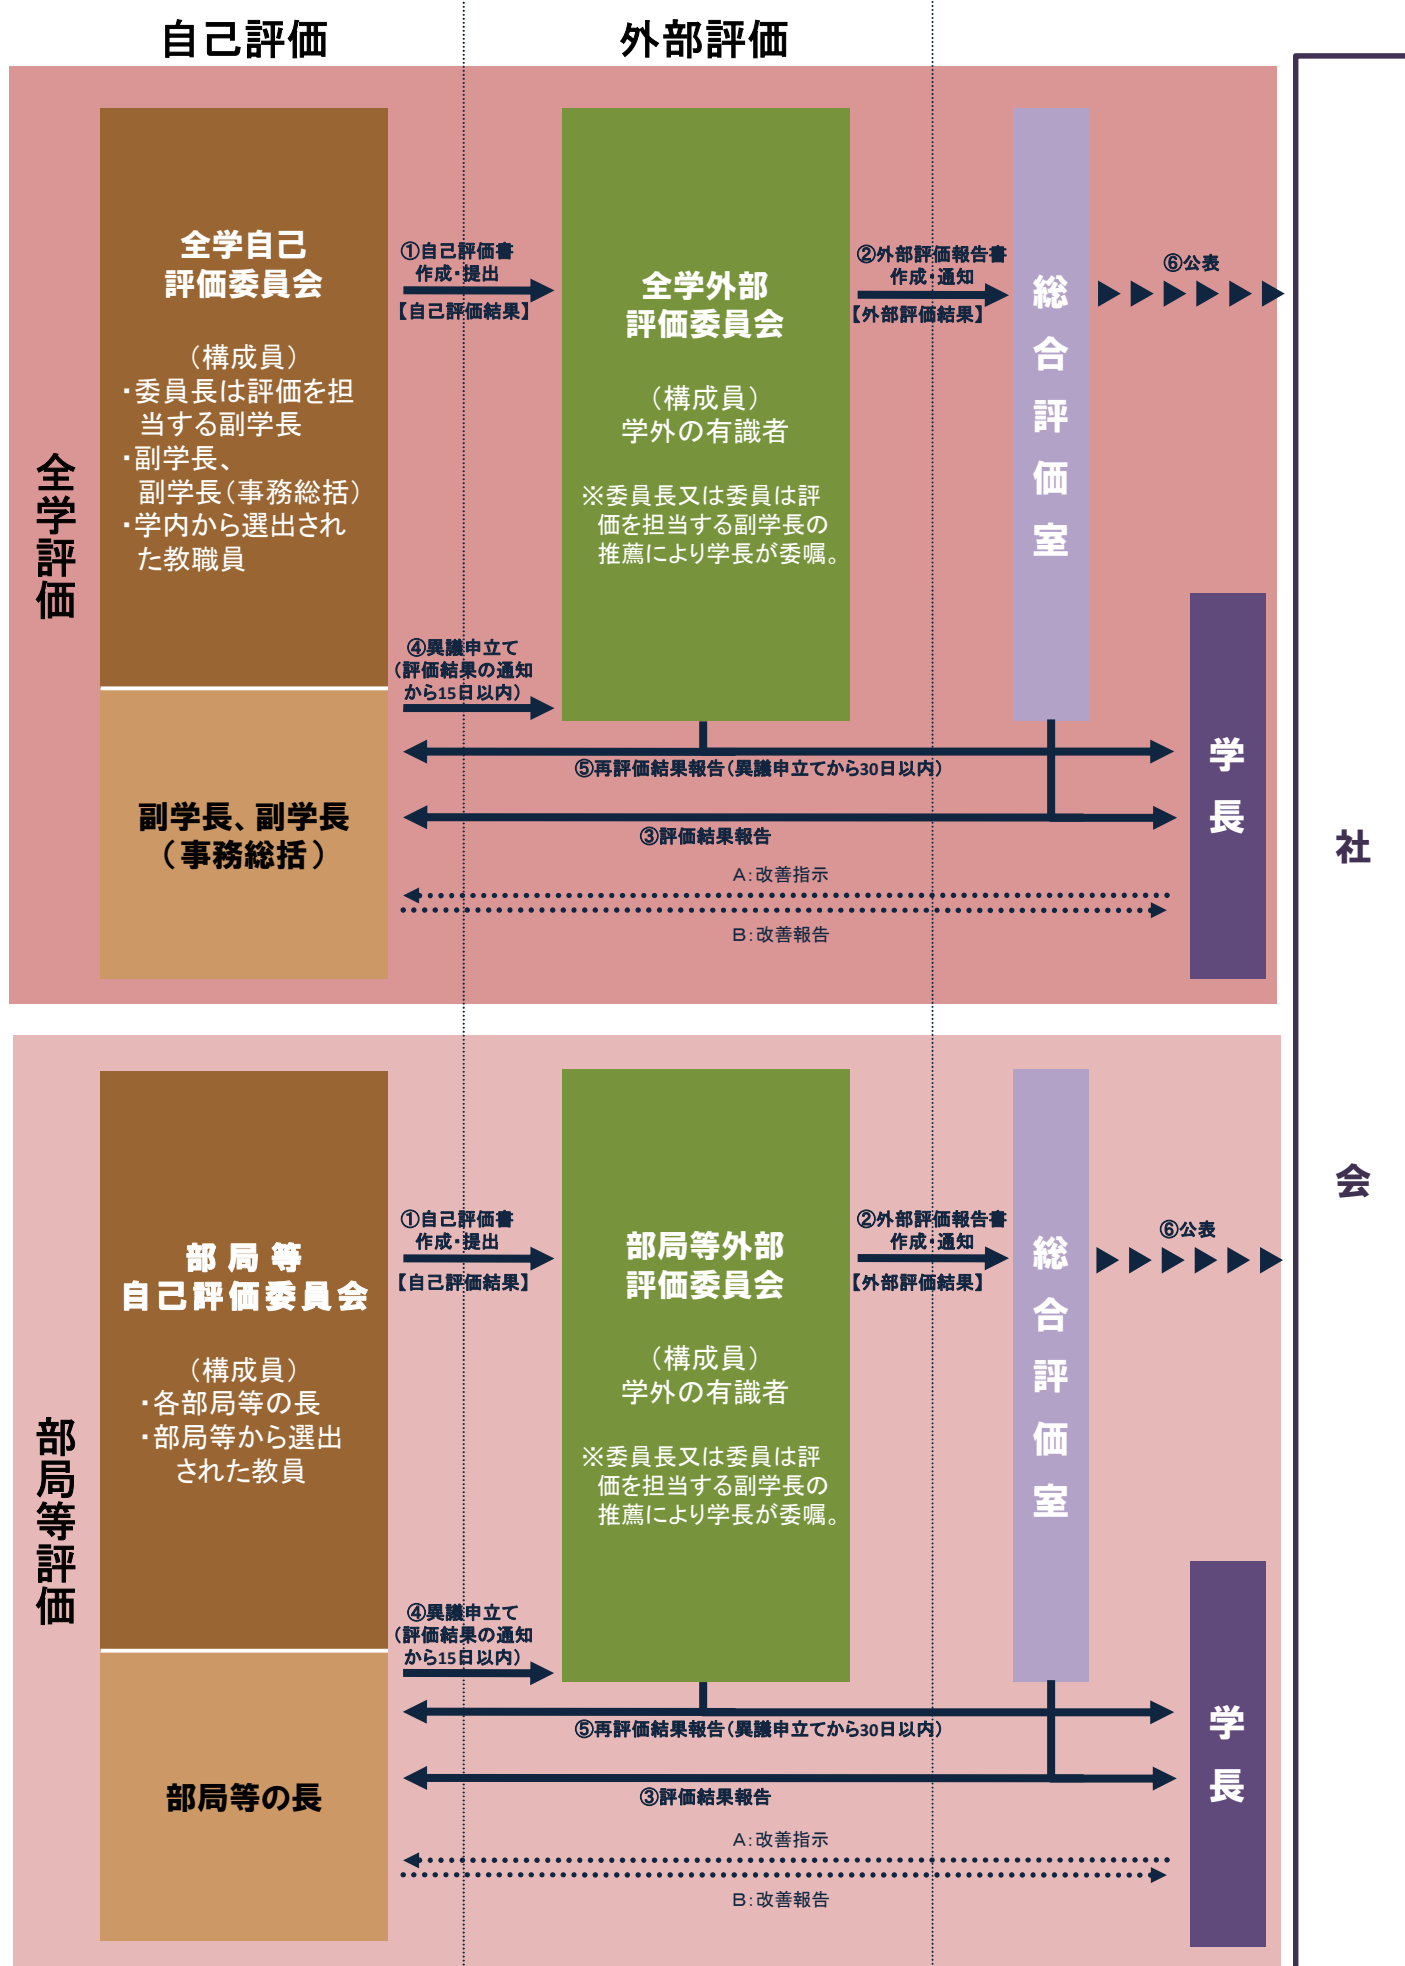 自己評価
外部評価
全学評価
全学自己
評価委員会
（構成員）
・委員長は評価を担
当する副学長
・副学長、
副学長（事務総括）
・学内から選出され
た教職員
①自己評価書
作成・提出
【自己評価結果】
全学外部
評価委員会
（構成員）
学外の有識者
※委員長又は委員は評
価を担当する副学長の
推薦により学長が委嘱。
②外部評価報告書
作成・通知
【外部評価結果】
総合評価室
⑥公表
④異議申立て
（評価結果の通知
から15日以内）
副学長、副学長
（事務総括）
⑤再評価結果報告（異議申立てから30日以内）
③評価結果報告
A：改善指示
B：改善報告
学長
社会
部局等評価
部局等
自己評価委員会
（構成員）
・各部局等の長
・部局等から選出
された教員
①自己評価書
作成・提出
【自己評価結果】
部局等外部
評価委員会
（構成員）
学外の有識者
※委員長又は委員は評
価を担当する副学長の
推薦により学長が委嘱。
②外部評価報告書
作成・通知
【外部評価結果】
総合評価室
⑥公表
④異議申立て
（評価結果の通知
から15日以内）
部局等の長
⑤再評価結果報告（異議申立てから30日以内）
③評価結果報告
A：改善指示
B：改善報告
学長